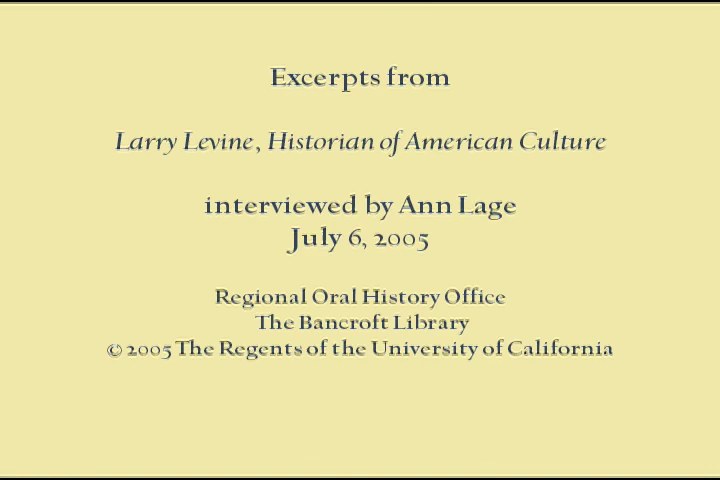 Excerpts from
Larry Levine, Historian of American Culture
interviewed by Ann Lage
July 6, 2005
Regional Oral History Office
The Bancroft Library
© 2005 The Regents of the University of California